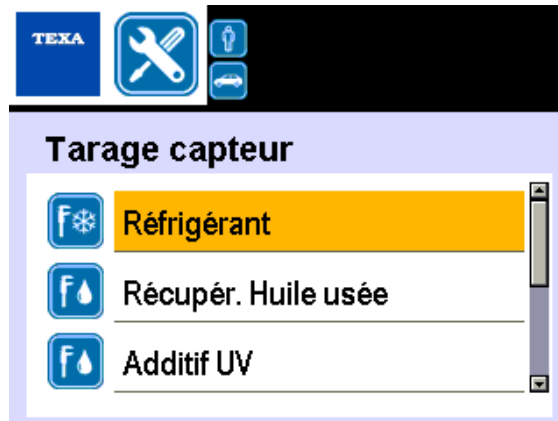 TEXA
Tarage capteur
Réfrigérant
Récupér. Huile usée
Additif UV